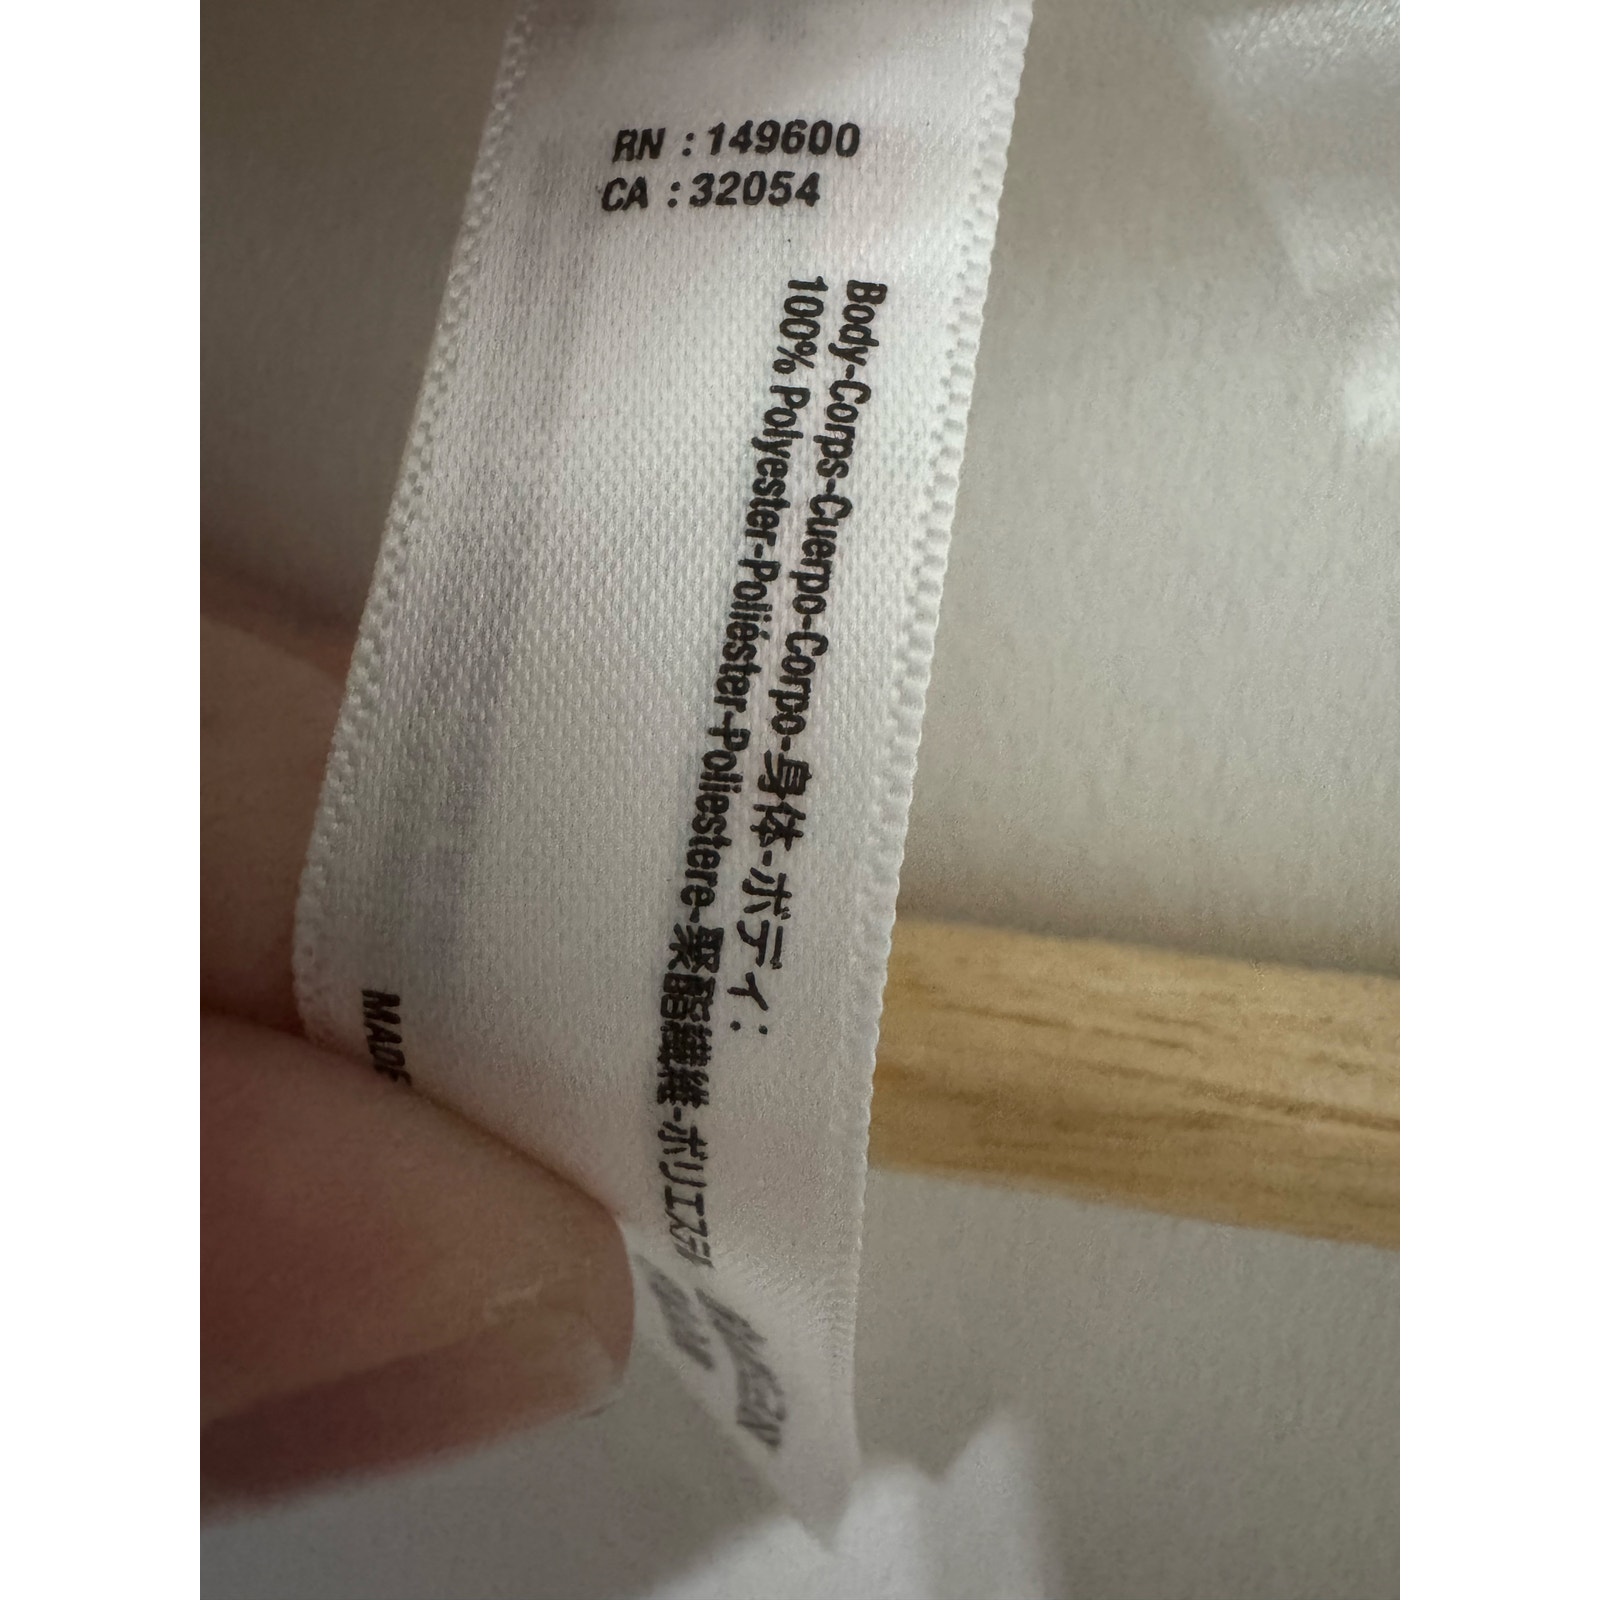 RN : 149600
CA : 32054
Body-Corps-Cuerpo-Corpo-身体-ボディ:
100% Polyester-Poliéster-Poliestere-聚酯纖維-ポリエステ
MADE